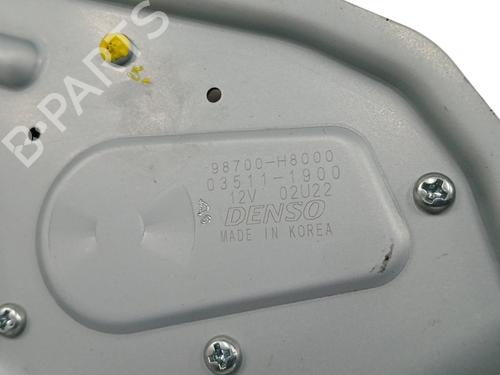 B-PARTS
98700-H8000
03511-1900
12V 02U22
DENSO
MADE IN KOREA